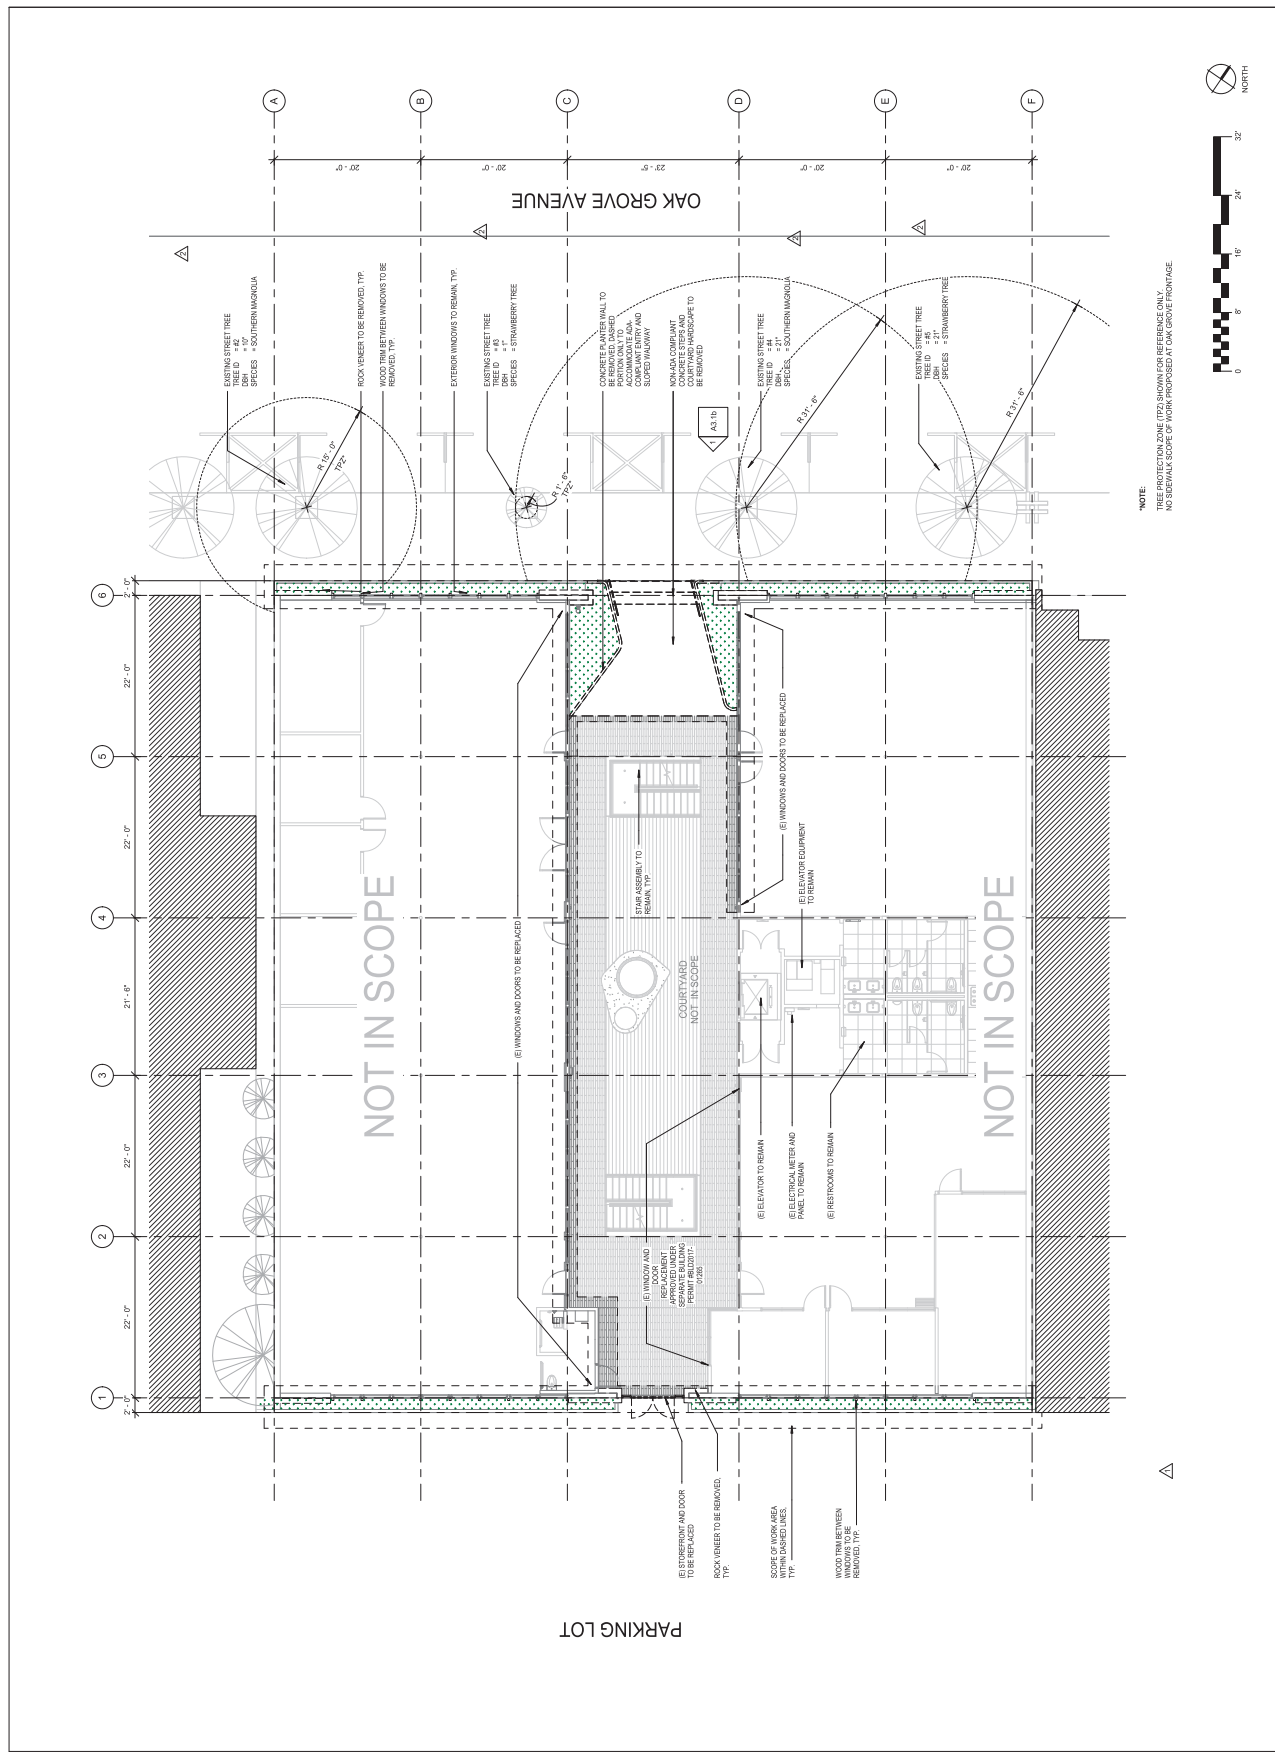 A
B
C
D
E
F
20' - 0"
20' - 0"
23' - 5"
20' - 0"
20' - 0"
OAK GROVE AVENUE
NORTH
0
8'
16'
24'
32'
2
2
2
2
EXISTING STREET TREE
TREE ID = #2
DBH = 10"
SPECIES = SOUTHERN MAGNOLIA
ROCK VENEER TO BE REMOVED, TYP.
WOOD TRIM BETWEEN WINDOWS TO BE
REMOVED, TYP.
EXTERIOR WINDOWS TO REMAIN, TYP.
EXISTING STREET TREE
TREE ID = #3
DBH = 1"
SPECIES = STRAWBERRY TREE
CONCRETE PLANTER WALL TO
BE REMOVED, DASHED
PORTION ONLY TO
ACCOMMODATE ADA-
COMPLIANT ENTRY AND
SLOPED WALKWAY
NON-ADA COMPLIANT
CONCRETE STEPS AND
COURTYARD HARDSCAPE TO
BE REMOVED
EXISTING STREET TREE
TREE ID = #4
DBH = 21"
SPECIES = SOUTHERN MAGNOLIA
EXISTING STREET TREE
TREE ID = #5
DBH = 21"
SPECIES = STRAWBERRY TREE
R 15' - 0"
TPZ*
R 1' - 6"
TPZ*
R 31' - 6"
R 31' - 6"
1
A3.1b
*NOTE:
TREE PROTECTION ZONE (TPZ) SHOWN FOR REFERENCE ONLY.
NO SIDEWALK SCOPE OF WORK PROPOSED AT OAK GROVE FRONTAGE.
6
5
4
3
2
1
2'-0"
22' - 0"
22' - 0"
21' - 6"
22' - 0"
22' - 0"
2'-0"
NOT IN SCOPE
NOT IN SCOPE
COURTYARD
NOT IN SCOPE
(E) WINDOWS AND DOORS TO BE REPLACED
(E) WINDOWS AND DOORS TO BE REPLACED
STAIR ASSEMBLY TO
REMAIN, TYP
(E) ELEVATOR EQUIPMENT
TO REMAIN
(E) ELEVATOR TO REMAIN
(E) ELECTRICAL METER AND
PANEL TO REMAIN
(E) RESTROOMS TO REMAIN
(E) WINDOW AND
DOOR
REPLACEMENT
APPROVED UNDER
SEPARATE BUILDING
PERMIT #BLD2017-
01265
(E) STOREFRONT AND DOOR
TO BE REPLACED
ROCK VENEER TO BE REMOVED,
TYP.
SCOPE OF WORK AREA
WITHIN DASHED LINES,
TYP.
WOOD TRIM BETWEEN
WINDOWS TO BE
REMOVED, TYP.
1
PARKING LOT